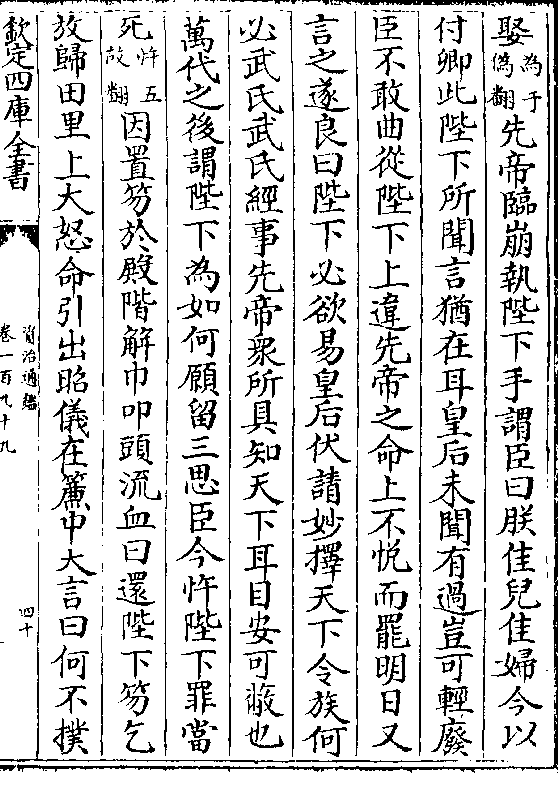 娶為于偽翻先帝臨崩執陛下手謂臣曰朕佳兒佳婦今以
付卿此陛下所聞言猶在耳皇后未聞有過豈可輕廢
臣不敢曲從陛下上違先帝之命上不悅而罷明日又
言之遂良曰陛下必欲易皇后伏請妙擇天下令族何
必武氏武氏經事先帝衆所具知天下耳目安可蔽也
萬代之後謂陛下為如何願留三思臣今忤陛下罪當
死忤五故翻因置笏於殿階解巾叩頭流血曰還陛下笏乞
放歸田里上大怒命引出昭儀在簾中大言曰何不撲
欽定四庫全書
資治通鑑
卷一百九十九
四十